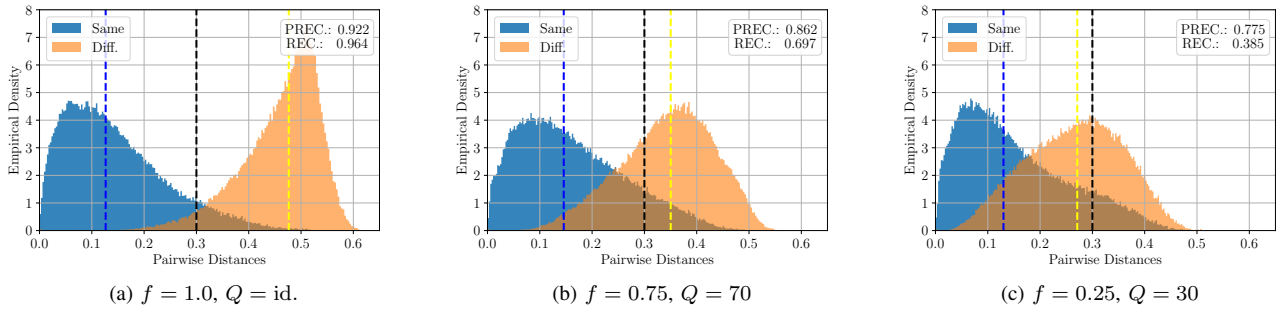 8
7
6
5
4
3
2
1
0
Empirical Density
Same
Diff.
PREC.: 0.922
REC.: 0.964
0.0 0.1 0.2 0.3 0.4 0.5 0.6
Pairwise Distances
(a) f = 1.0, Q = id.
8
7
6
5
4
3
2
1
0
Empirical Density
Same
Diff.
PREC.: 0.862
REC.: 0.697
0.0 0.1 0.2 0.3 0.4 0.5 0.6
Pairwise Distances
(b) f = 0.75, Q = 70
8
7
6
5
4
3
2
1
0
Empirical Density
Same
Diff.
PREC.: 0.775
REC.: 0.385
0.0 0.1 0.2 0.3 0.4 0.5 0.6
Pairwise Distances
(c) f = 0.25, Q = 30